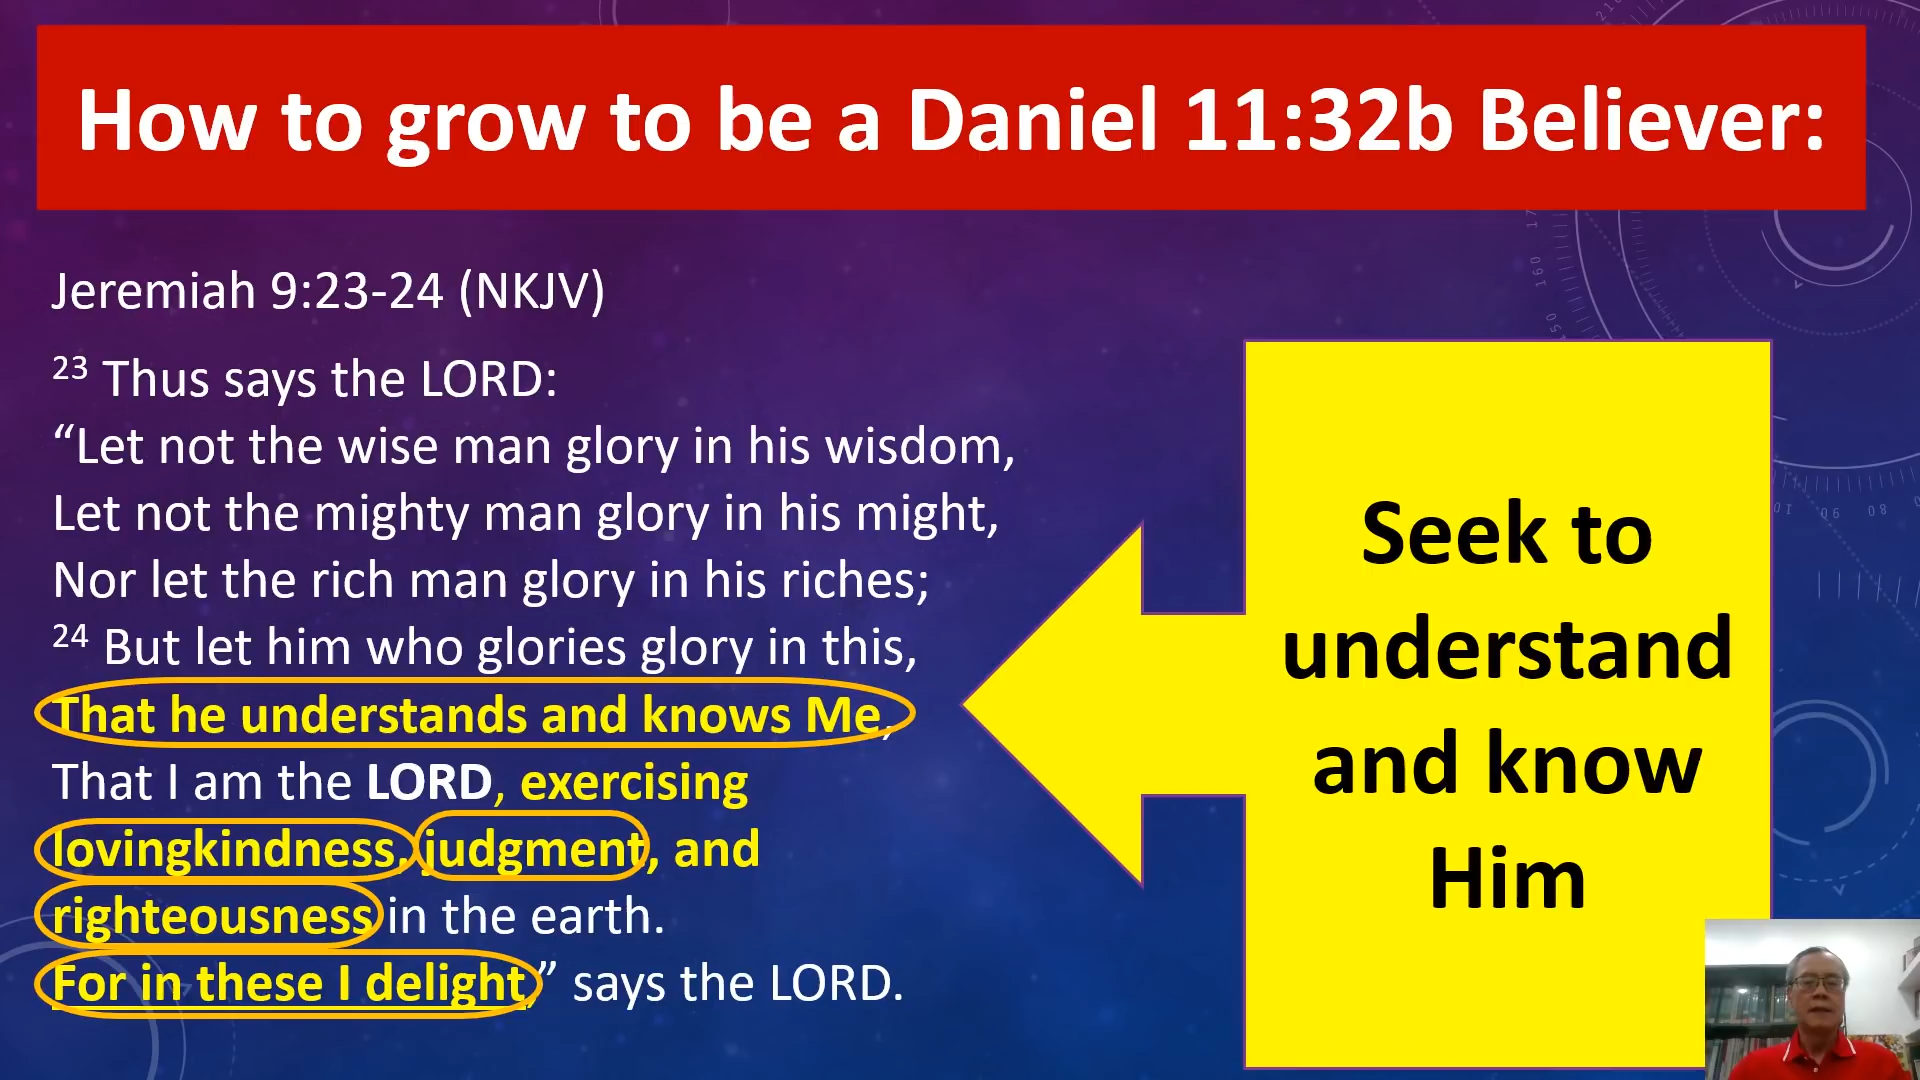 How to grow to be a Daniel 11:32b Believer:
Jeremiah 9:23-24 (NKJV)
23 Thus says the LORD:
“Let not the wise man glory in his wisdom,
Let not the mighty man glory in his might,
Nor let the rich man glory in his riches;
24 But let him who glories glory in this,
That he understands and knows Me,
That I am the LORD, exercising
lovingkindness, judgment, and
righteousness in the earth.
For in these I delight,” says the LORD.
Seek to
understand
and know
Him
160
150
80
90